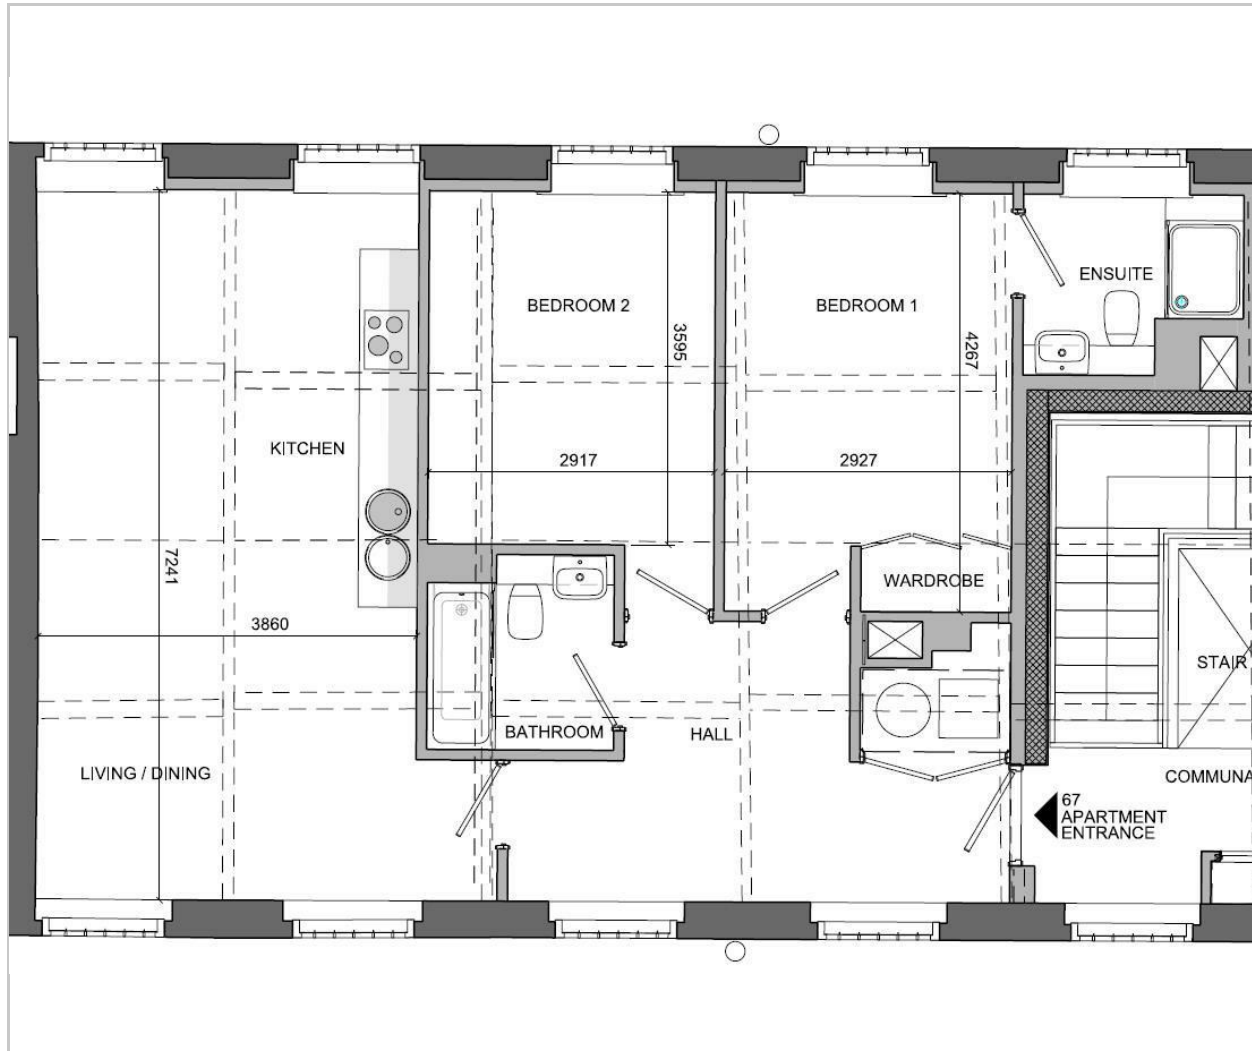 ENSUITE
BEDROOM 2
BEDROOM 1
3595
4267
KITCHEN
2917
2927
7241
WARDROBE
3860
STAIR
BATHROOM
HALL
LIVING / DINING
COMMUNA
67
APARTMENT
ENTRANCE